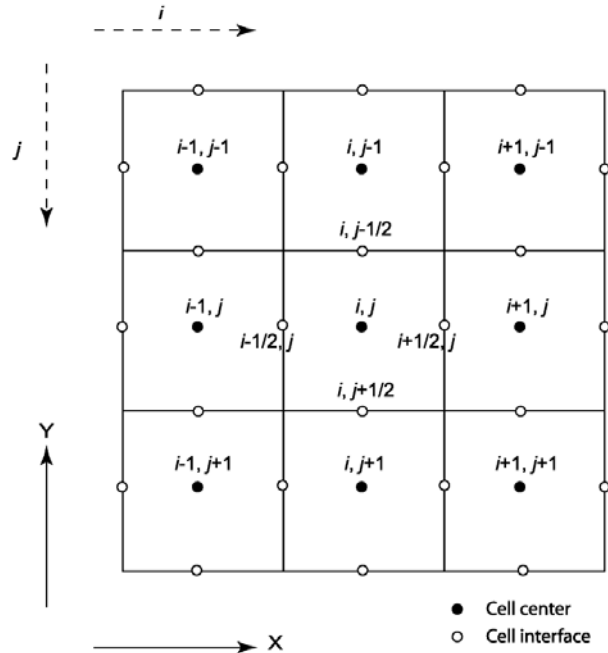 i
j
i-1, j-1 i, j-1 i+1, j-1
i, j-1/2
i-1, j i, j i+1, j
i-1/2, j i+1/2, j
i, j+1/2
Y
i-1, j+1 i, j+1 i+1, j+1
Cell center
X Cell interface